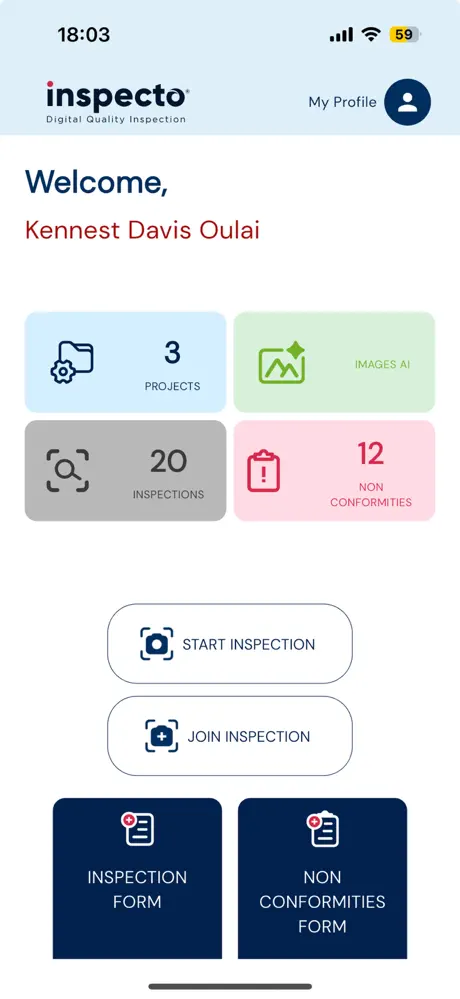 18:03
59
inspecto®
Digital Quality Inspection
My Profile
Welcome,
Kennest Davis Oulai
3
PROJECTS
IMAGES AI
20
INSPECTIONS
12
NON
CONFORMITIES
START INSPECTION
JOIN INSPECTION
INSPECTION
FORM
NON
CONFORMITIES
FORM